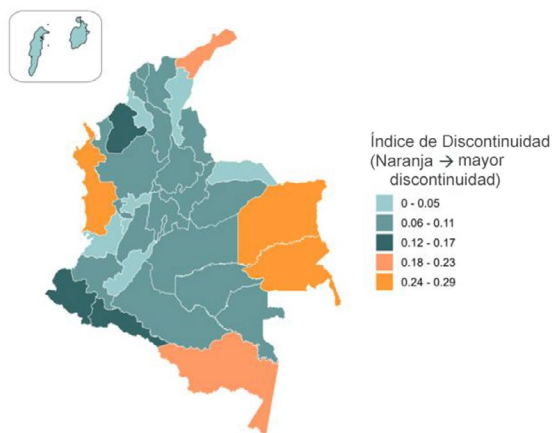 Índice de Discontinuidad
(Naranja → mayor
discontinuidad)
0 - 0.05
0.06 - 0.11
0.12 - 0.17
0.18 - 0.23
0.24 - 0.29